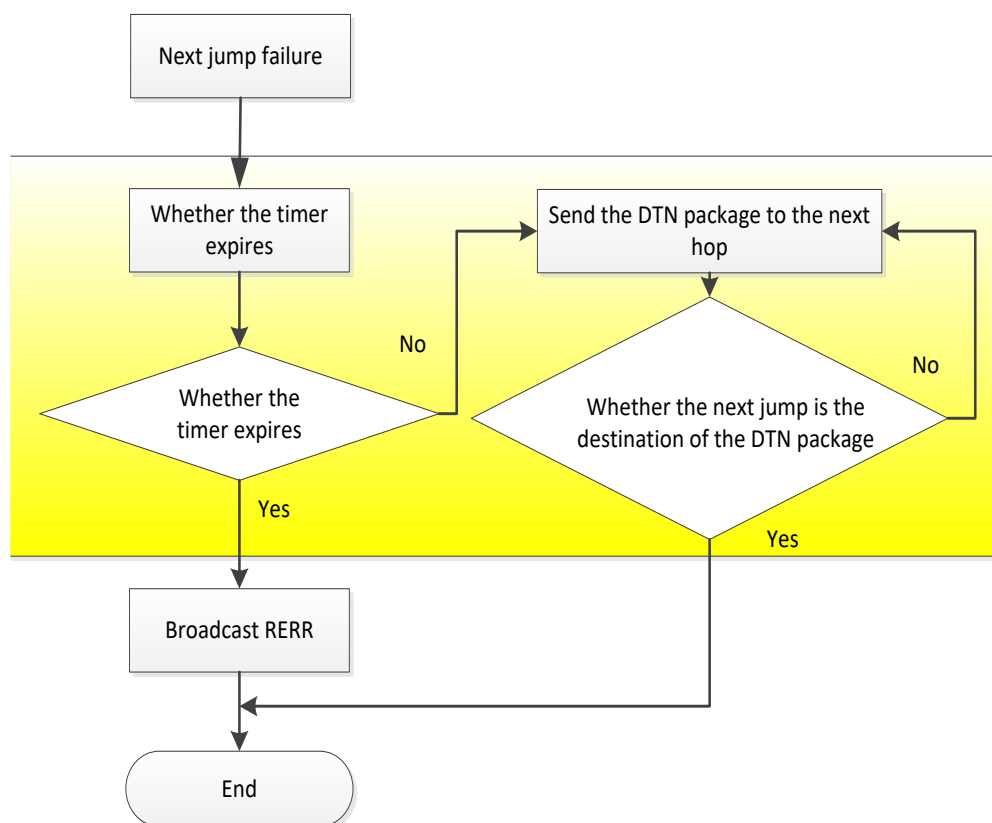 Next jump failure
Whether the timer
expires
Send the DTN package to the next
hop
No
No
Whether the
timer expires
Whether the next jump is the
destination of the DTN package
Yes
Yes
Broadcast RERR
End